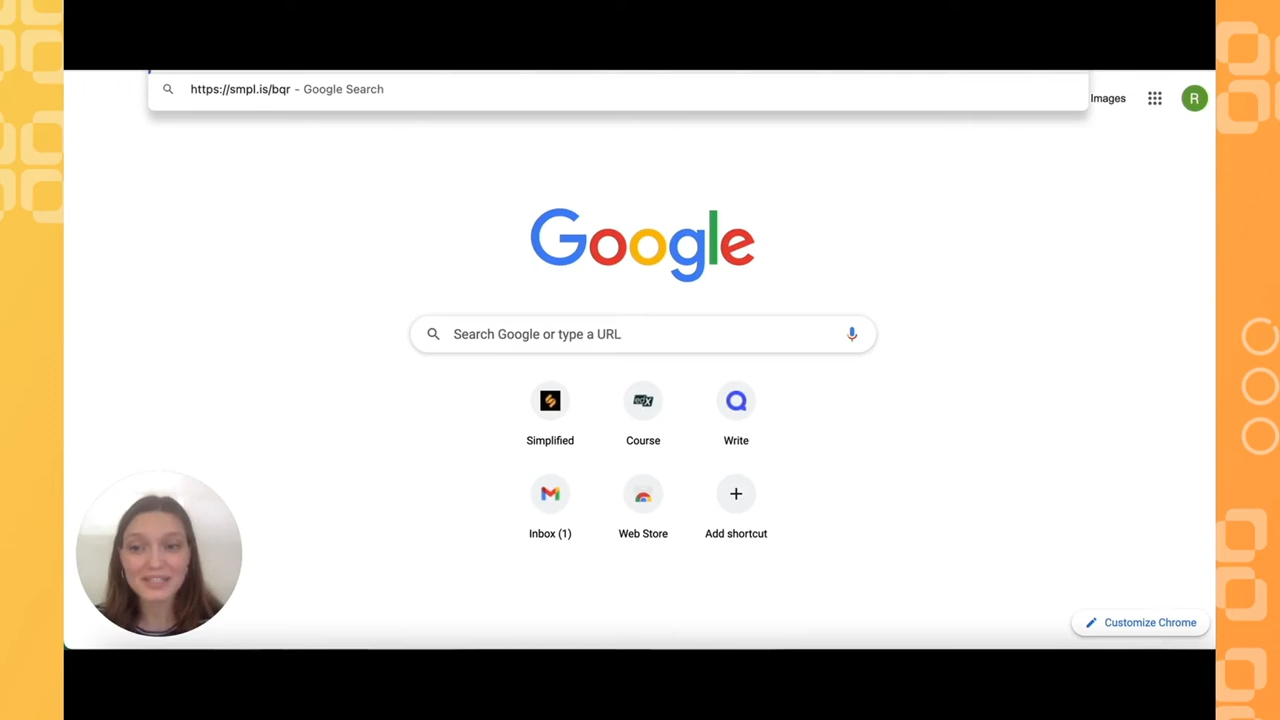 https://smpl.is/bqr - Google Search
Images
R
Google
Search Google or type a URL
edX
Simplified
Course
Write
Inbox (1)
Web Store
Add shortcut
Customize Chrome